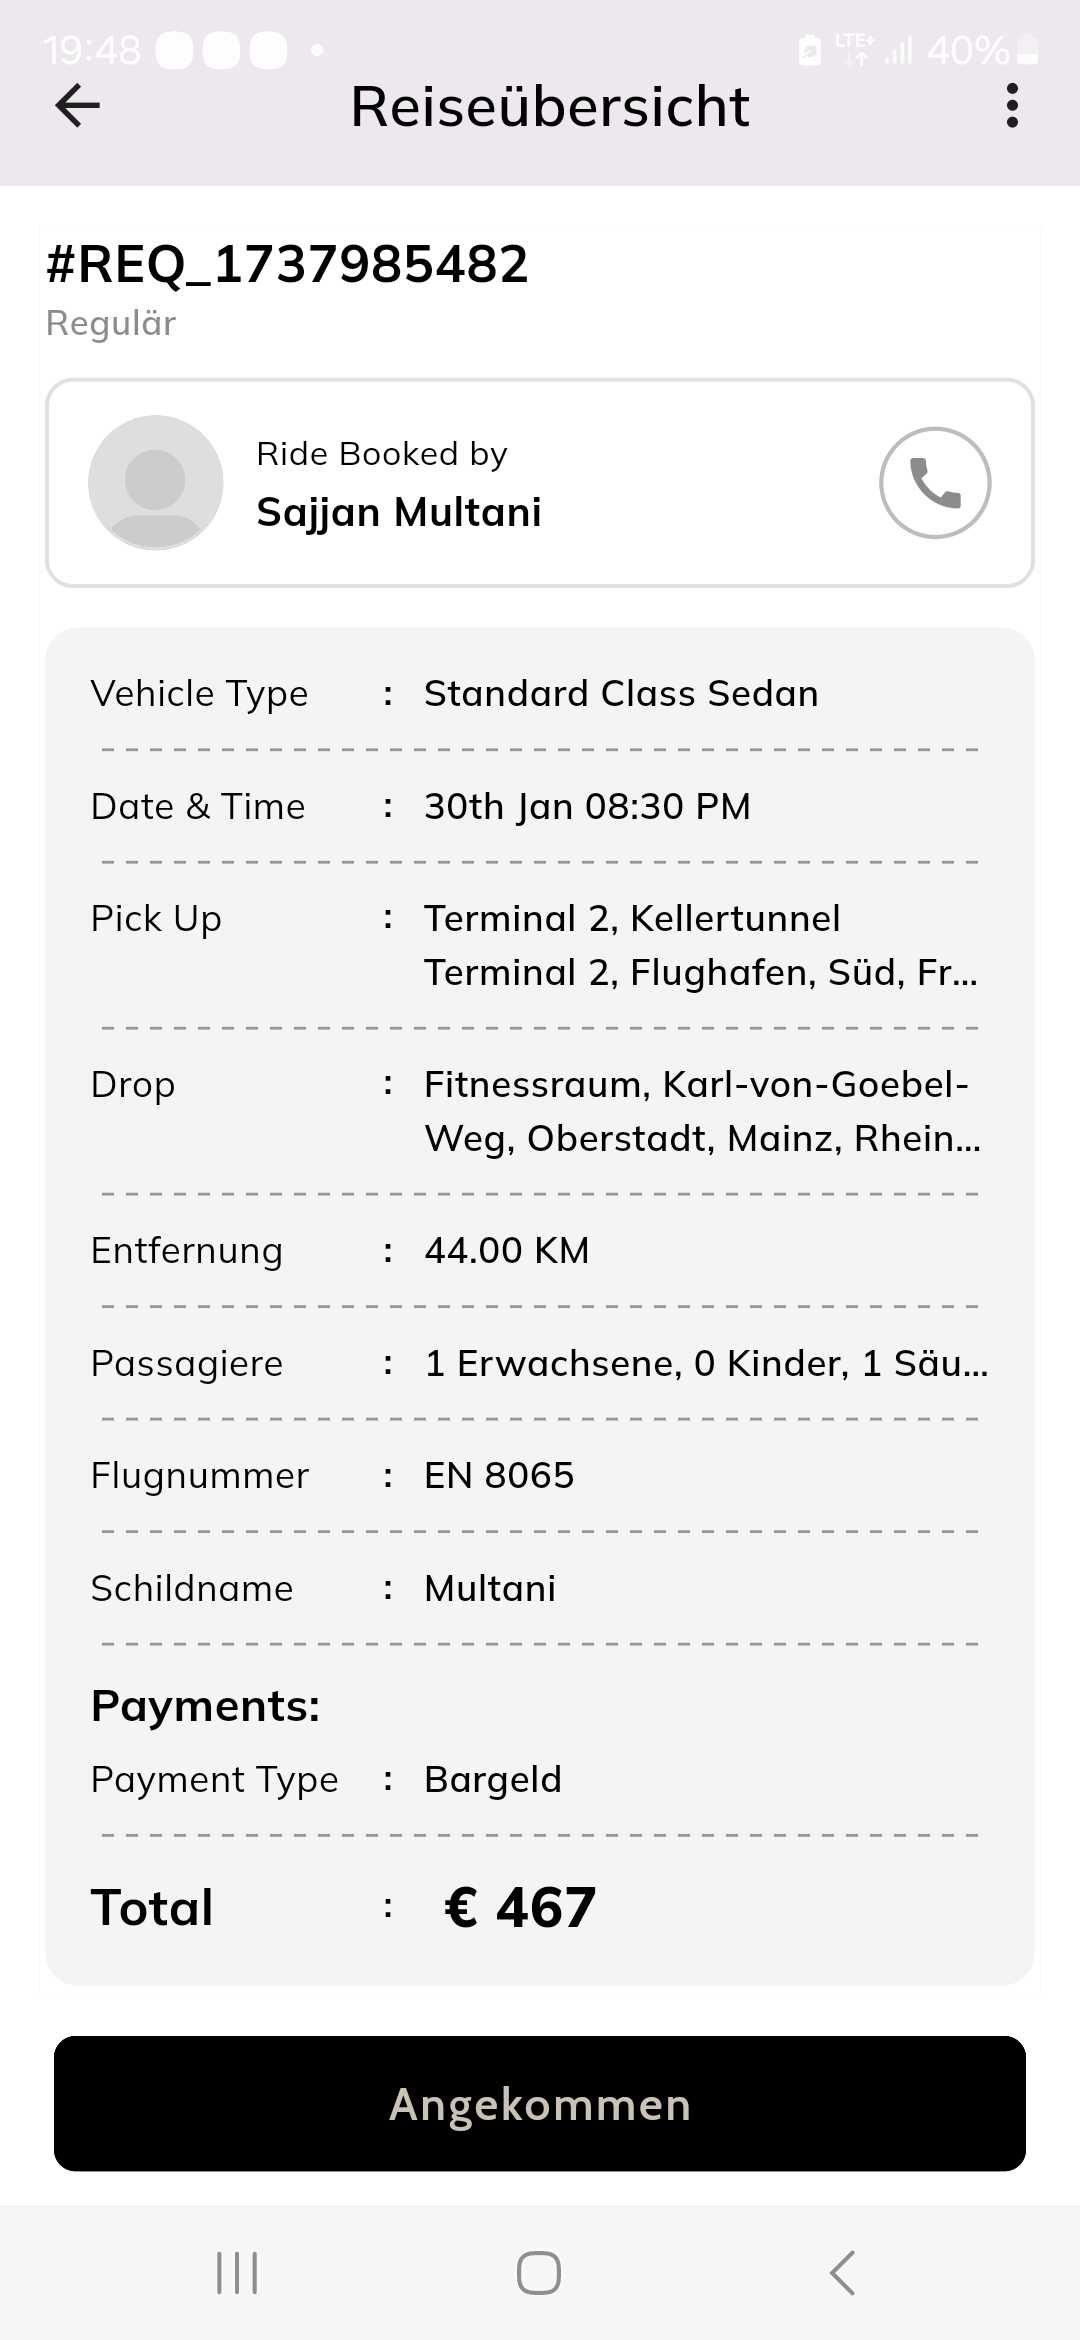 19:48
LTE+
40%
Reiseübersicht
#REQ_1737985482
Regulär
Ride Booked by
Sajjan Multani
Vehicle Type : Standard Class Sedan
Date & Time : 30th Jan 08:30 PM
Pick Up : Terminal 2, Kellertunnel
Terminal 2, Flughafen, Süd, Fr...
Drop : Fitnessraum, Karl-von-Goebel-
Weg, Oberstadt, Mainz, Rhein...
Entfernung : 44.00 KM
Passagiere : 1 Erwachsene, 0 Kinder, 1 Säu...
Flugnummer : EN 8065
Schildname : Multani
Payments:
Payment Type : Bargeld
Total : € 467
Angekommen